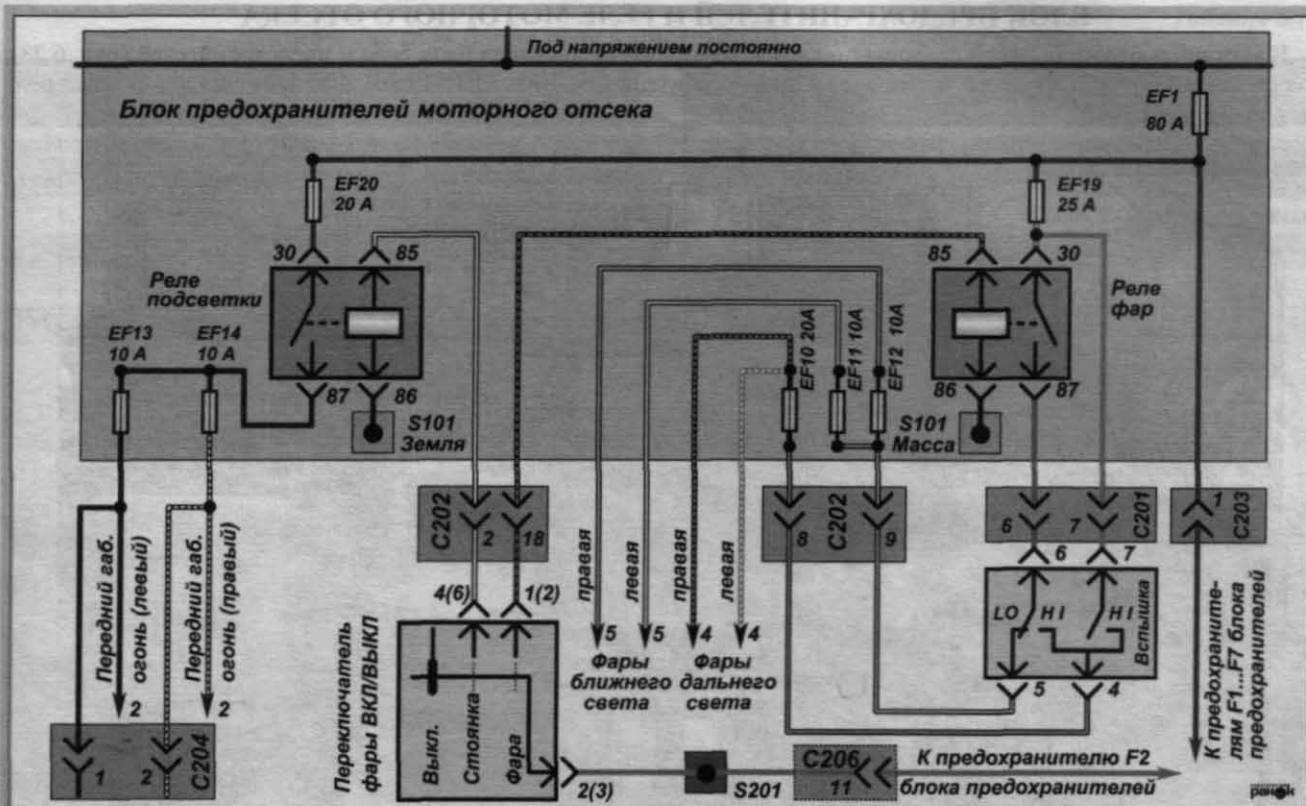 Под напряжением постоянно
EF1
80 А
Блок предохранителей моторного отсека
EF20
20 А
EF19
25 А
30
85
85
30
Реле
подсветки
Реле
фар
EF13
10 А
EF14
10 А
EF10 20А
EF11 10А
EF12 10А
87
86
86
87
S101
Земля
S101
Масса
C202
2
18
C202
8
9
6
7
C201
1
C203
Передний габ.
огонь (левый)
Передний габ.
огонь (правый)
2
2
правая
левая
правая
левая
5
5
4
4
Фары
ближнего
света
Фары
дальнего
света
6
7
LO
HI
HI
Вспышка
5
4
К предохраните-
лям F1...F7 блока
предохранителей
4(6)
1(2)
Переключатель
фары ВКЛ/ВЫКЛ
Выкл.
Стоянка
Фара
2(3)
S201
C206
11
К предохранителю F2
блока предохранителей
1
2
C204
ранок